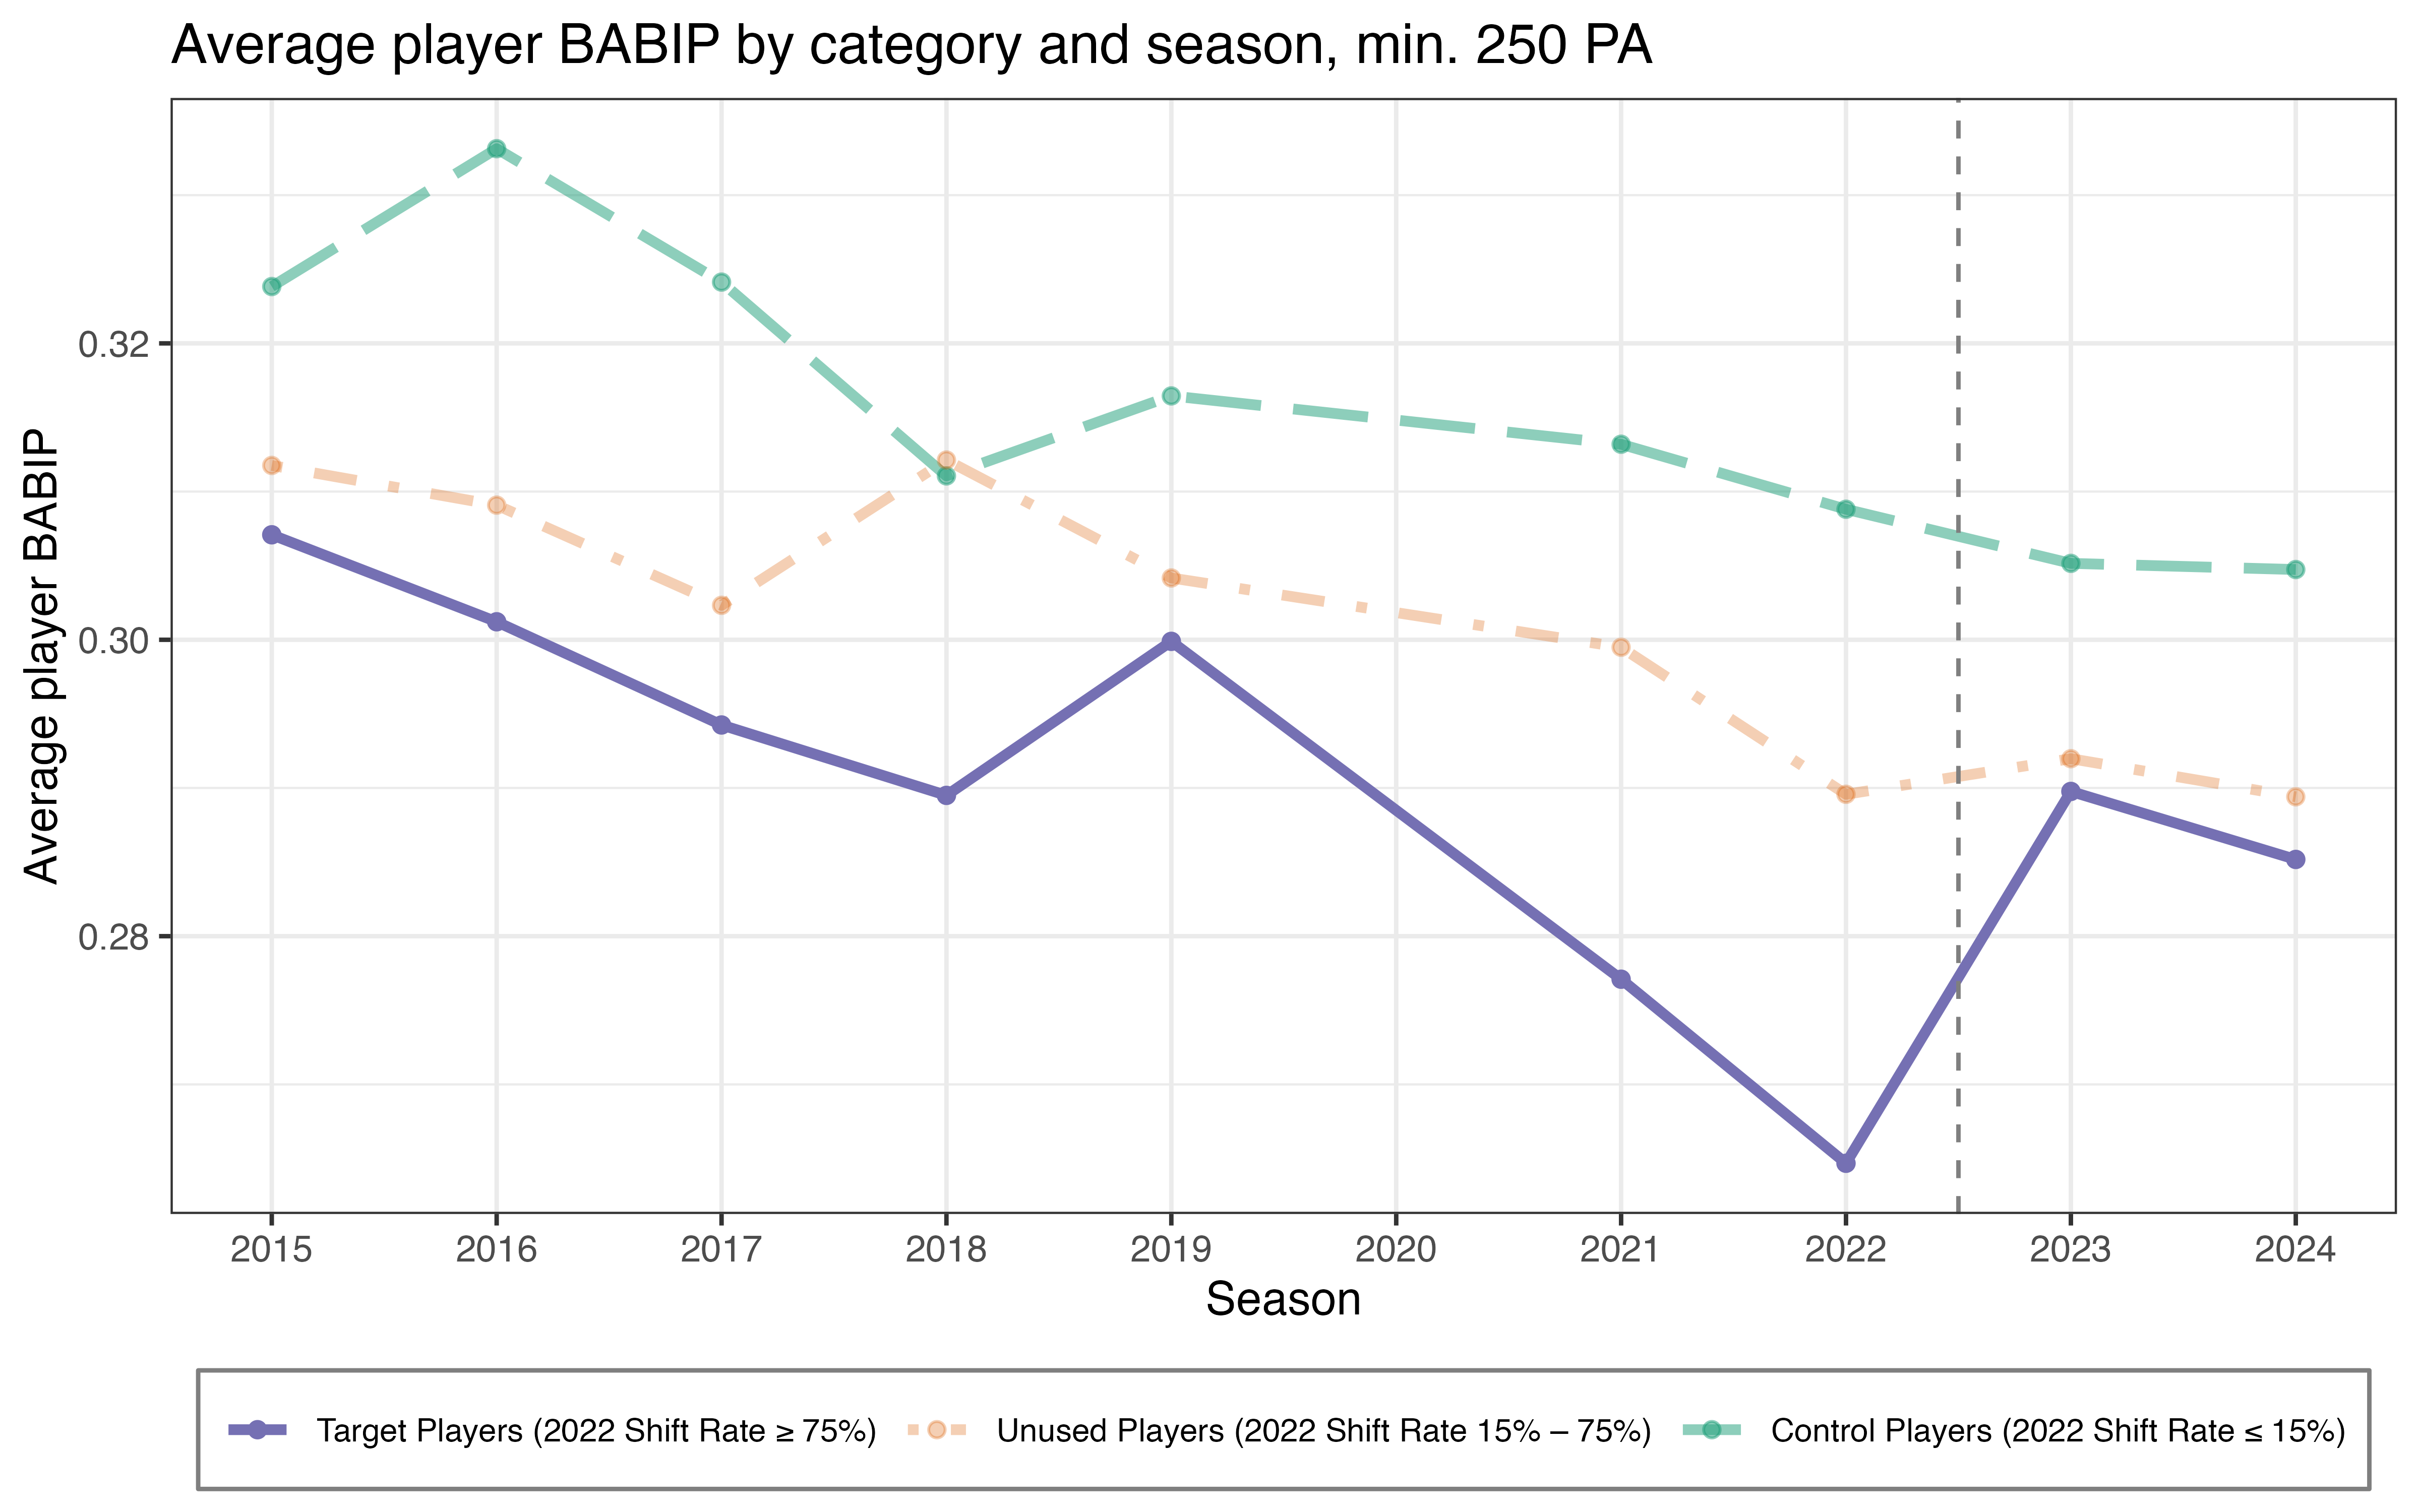 Average player BABIP by category and season, min. 250 PA
Average player BABIP
0.32
0.30
0.28
2015 2016 2017 2018 2019 2020 2021 2022 2023 2024
Season
Target Players (2022 Shift Rate ≥ 75%) Unused Players (2022 Shift Rate 15% – 75%) Control Players (2022 Shift Rate ≤ 15%)